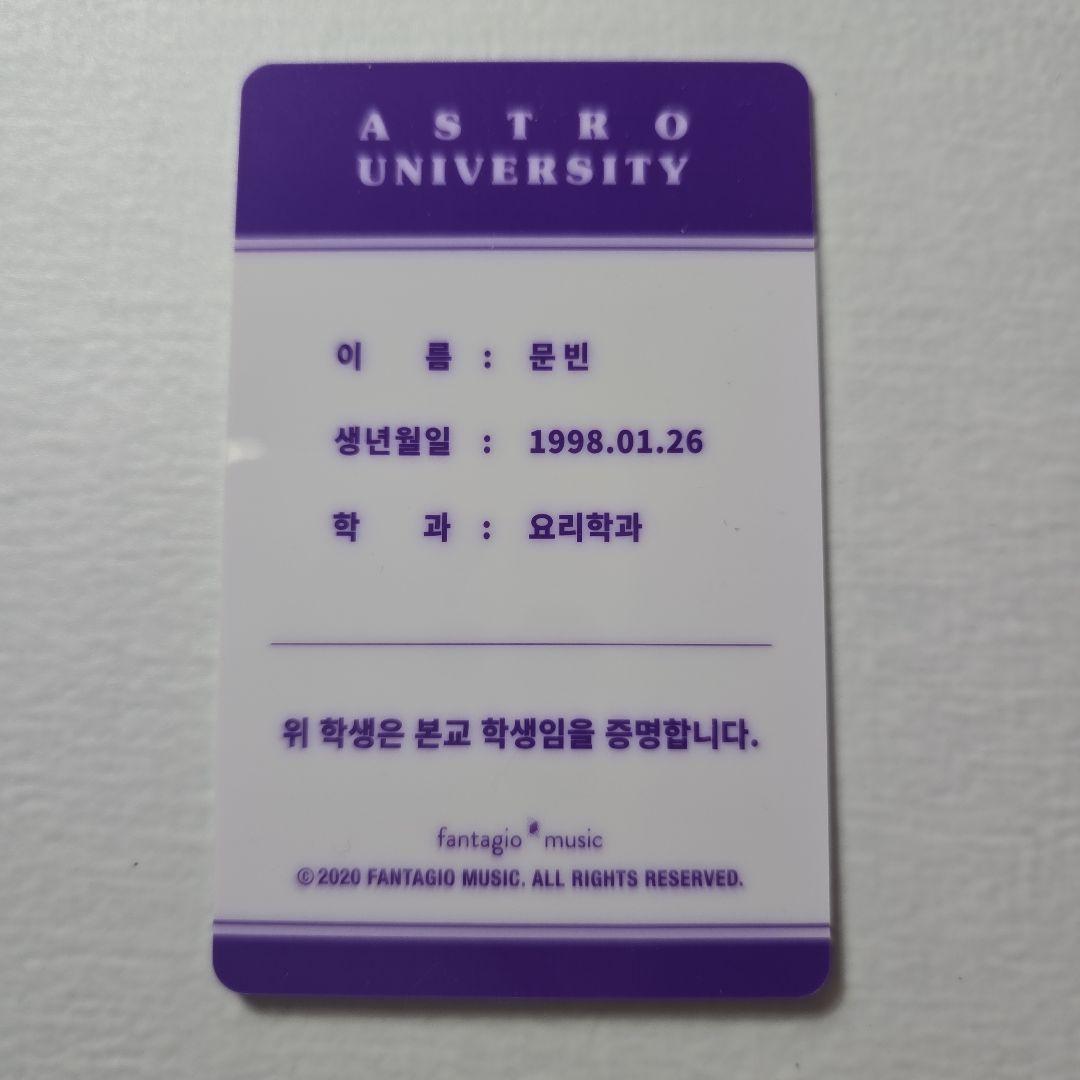 ASTRO
UNIVERSITY
이 름 : 문빈
생년월일 : 1998.01.26
학 과 : 요리학과
위 학생은 본교 학생임을 증명합니다.
fantagio music
©2020 FANTAGIO MUSIC. ALL RIGHTS RESERVED.